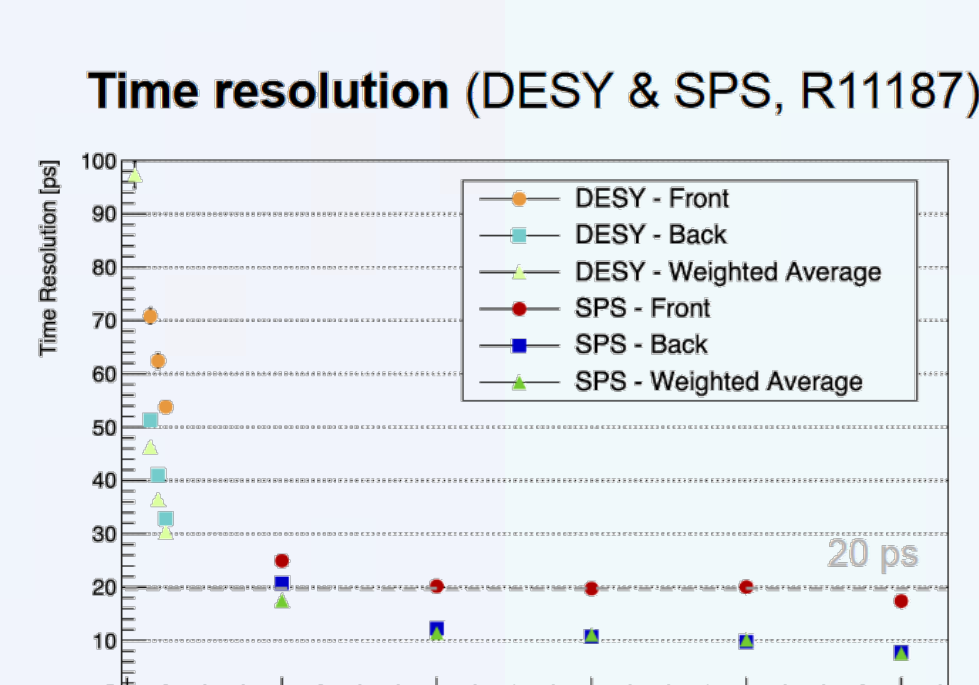 Time resolution (DESY & SPS, R11187)
Time Resolution [ps]
100
90
80
70
60
50
40
30
20
10
DESY - Front
DESY - Back
DESY - Weighted Average
SPS - Front
SPS - Back
SPS - Weighted Average
20 ps